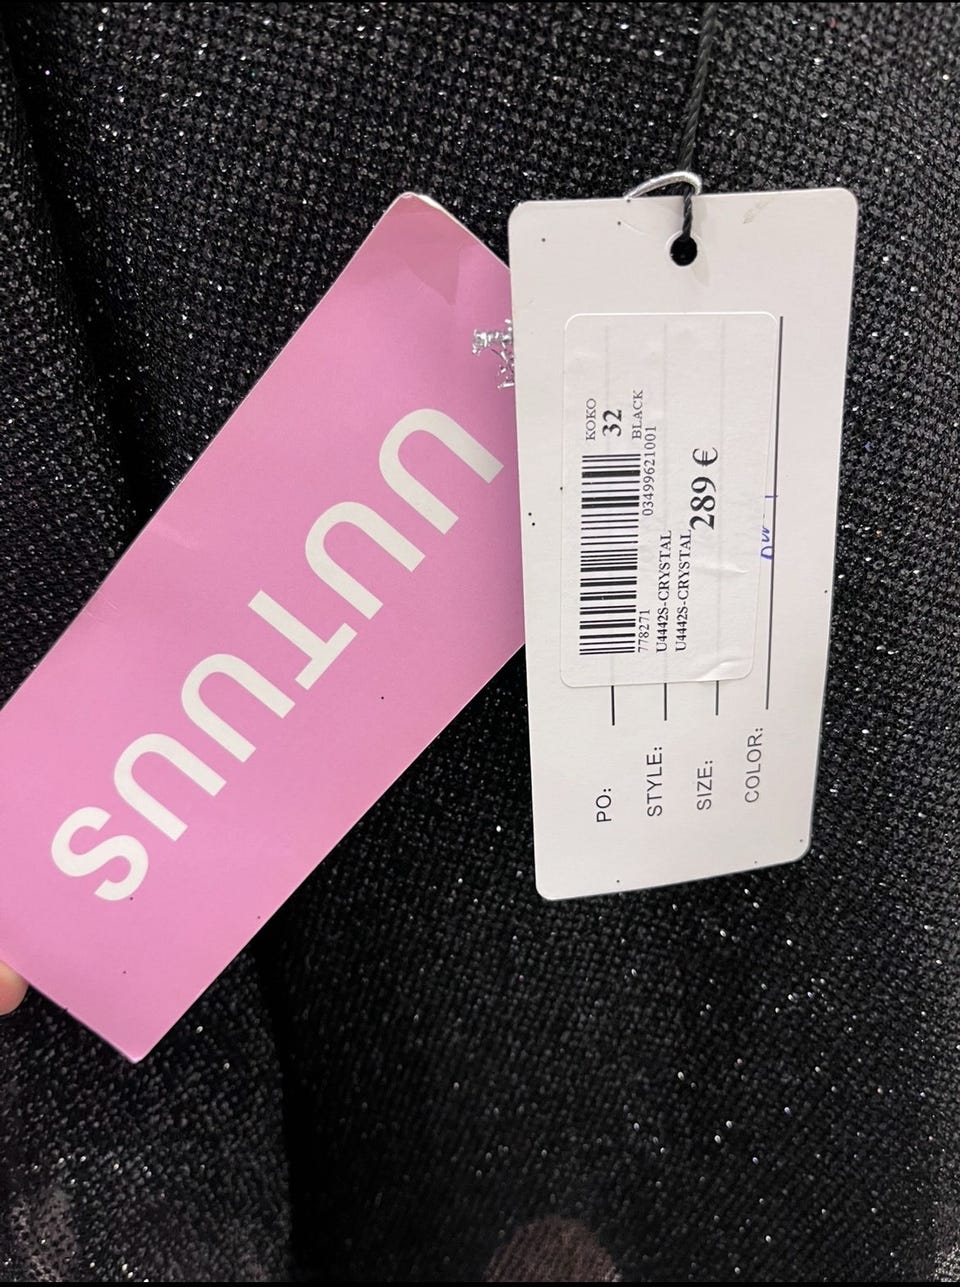 UUTUUS
KOKO
32
BLACK
03499621001
778271
U4442S-CRYSTAL
U4442S-CRYSTAL
289 €
PO:
STYLE:
SIZE:
COLOR: